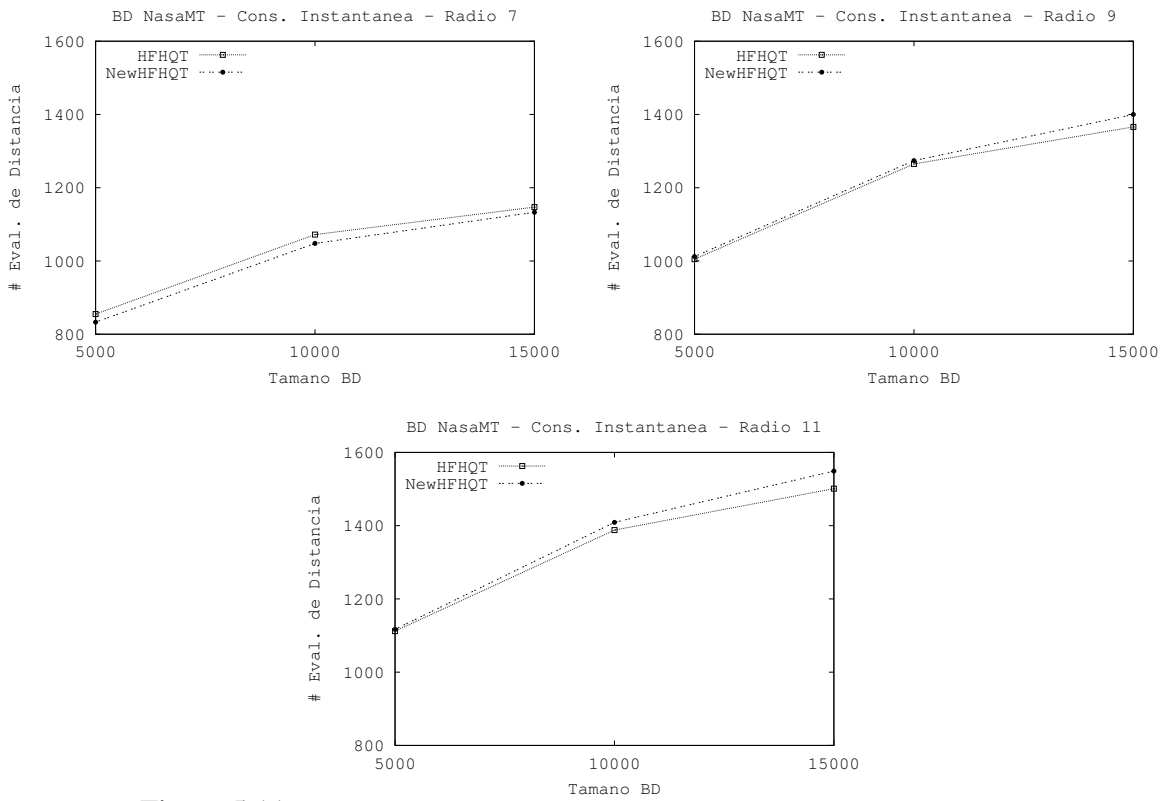 BD NasaMT - Cons. Instantanea - Radio 7
1600
1400
1200
1000
800
5000
10000
15000
# Eval. de Distancia
Tamano BD
HFHQT
NewHFHQT
BD NasaMT - Cons. Instantanea - Radio 9
1600
1400
1200
1000
800
5000
10000
15000
# Eval. de Distancia
Tamano BD
HFHQT
NewHFHQT
BD NasaMT - Cons. Instantanea - Radio 11
1600
1400
1200
1000
800
5000
10000
15000
# Eval. de Distancia
Tamano BD
HFHQT
NewHFHQT